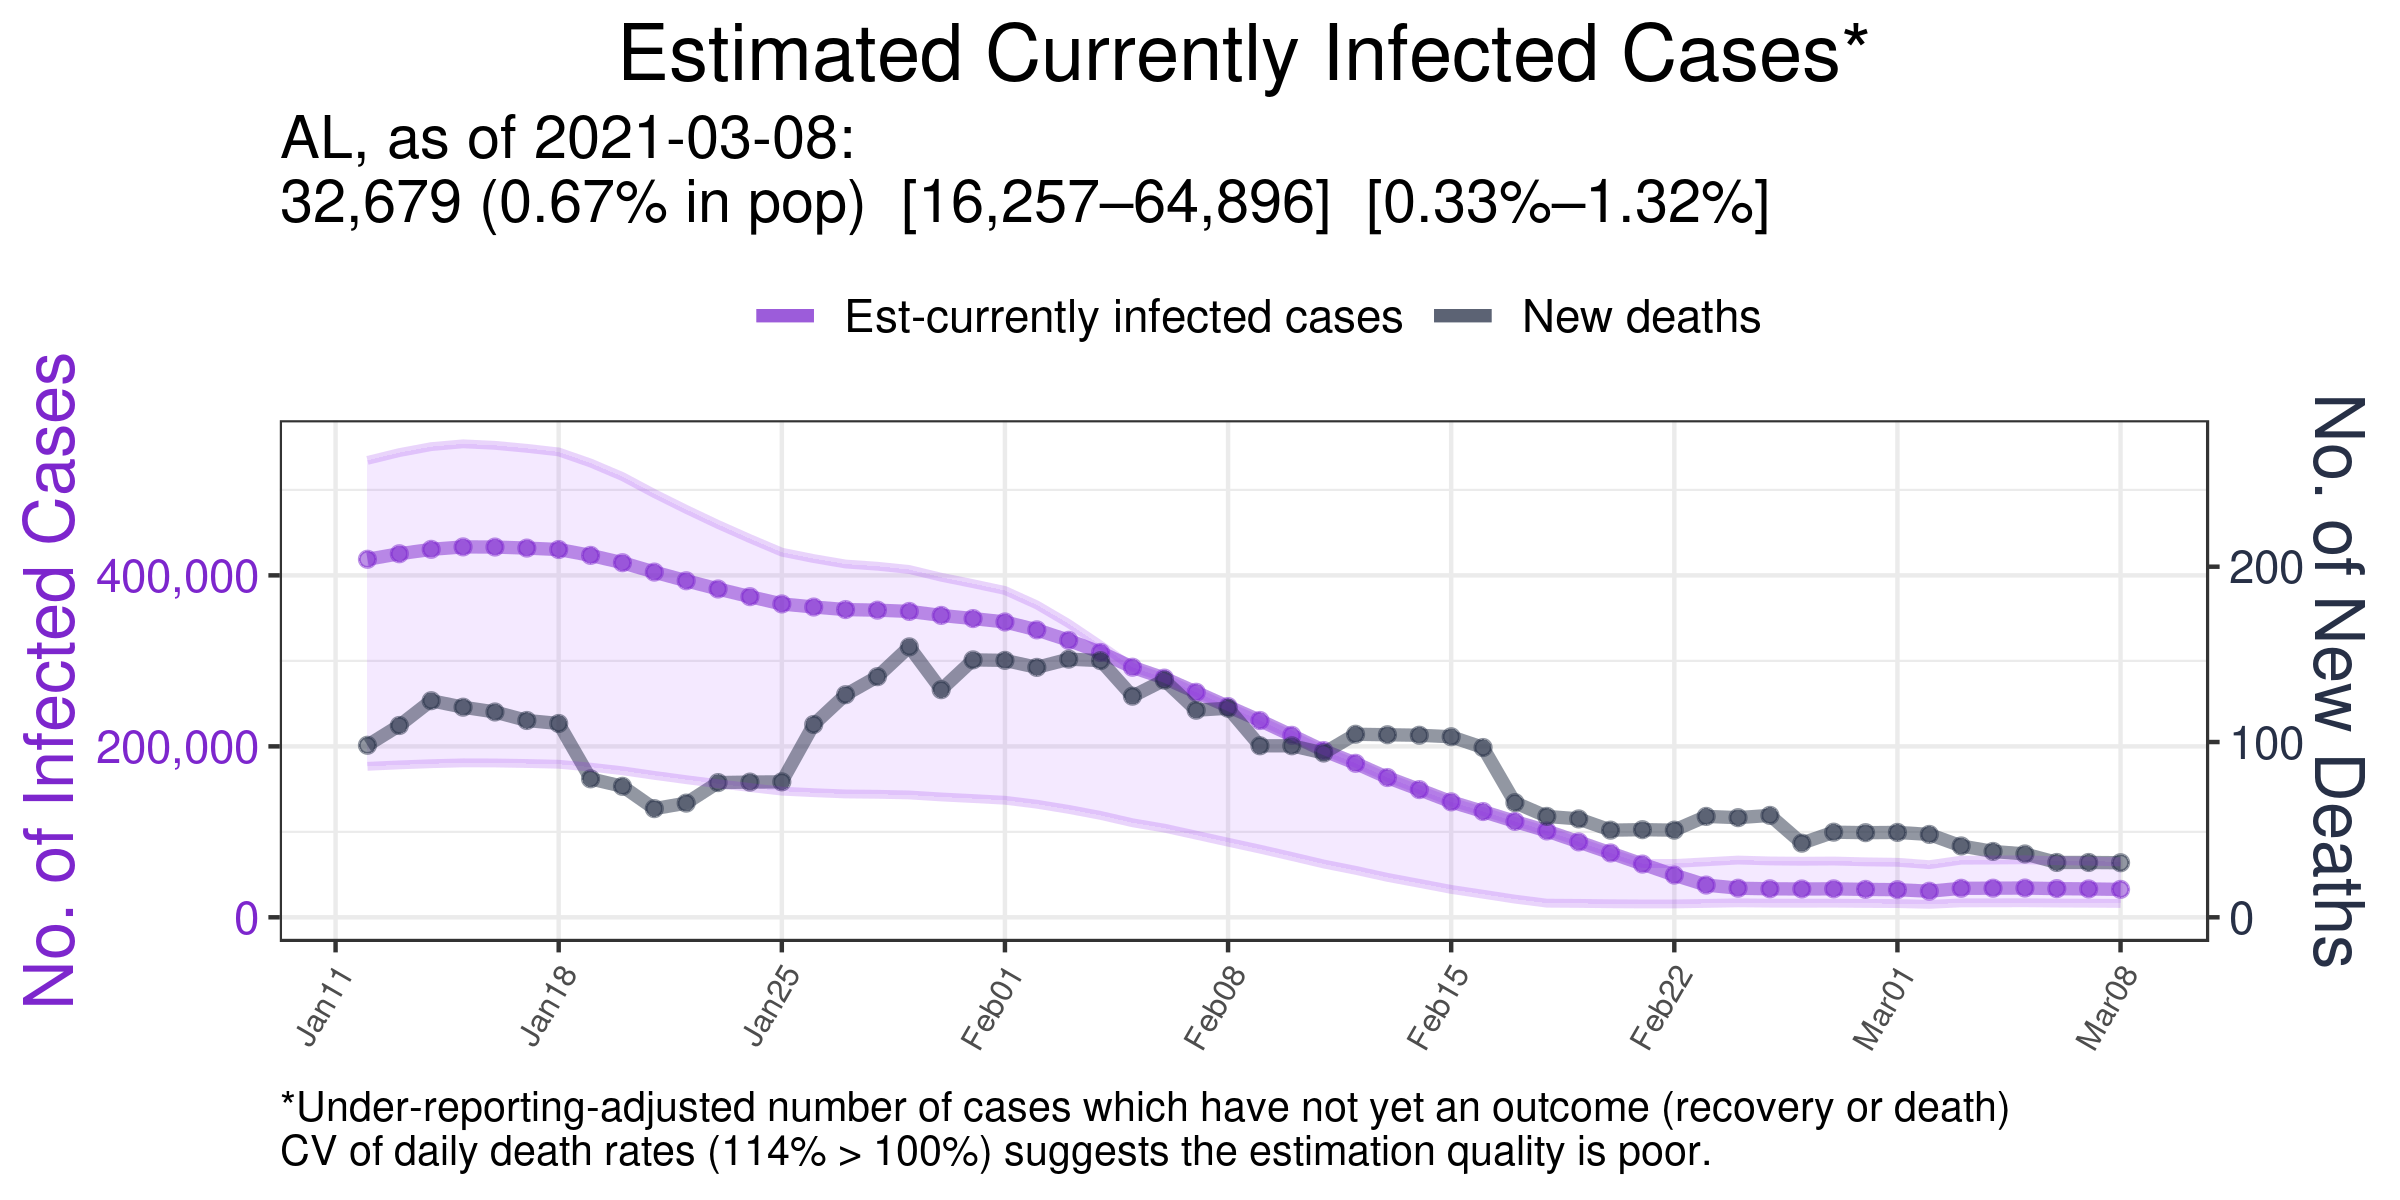 Estimated Currently Infected Cases*
AL, as of 2021-03-08:
32,679 (0.67% in pop)  [16,257–64,896]  [0.33%–1.32%]
Est-currently infected cases
New deaths
No. of Infected Cases
400,000
200,000
0
No. of New Deaths
200
100
0
Jan11
Jan18
Jan25
Feb01
Feb08
Feb15
Feb22
Mar01
Mar08
*Under-reporting-adjusted number of cases which have not yet an outcome (recovery or death)
CV of daily death rates (114% > 100%) suggests the estimation quality is poor.